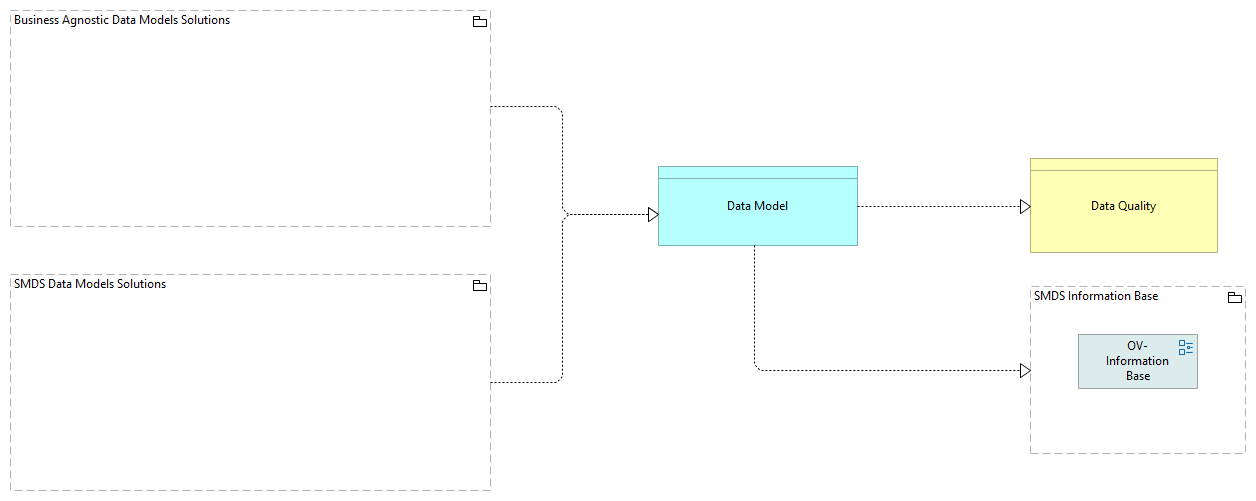 Business Agnostic Data Models Solutions
Data Model
Data Quality
SMDS Data Models Solutions
SMDS Information Base
OV-
Information
Base